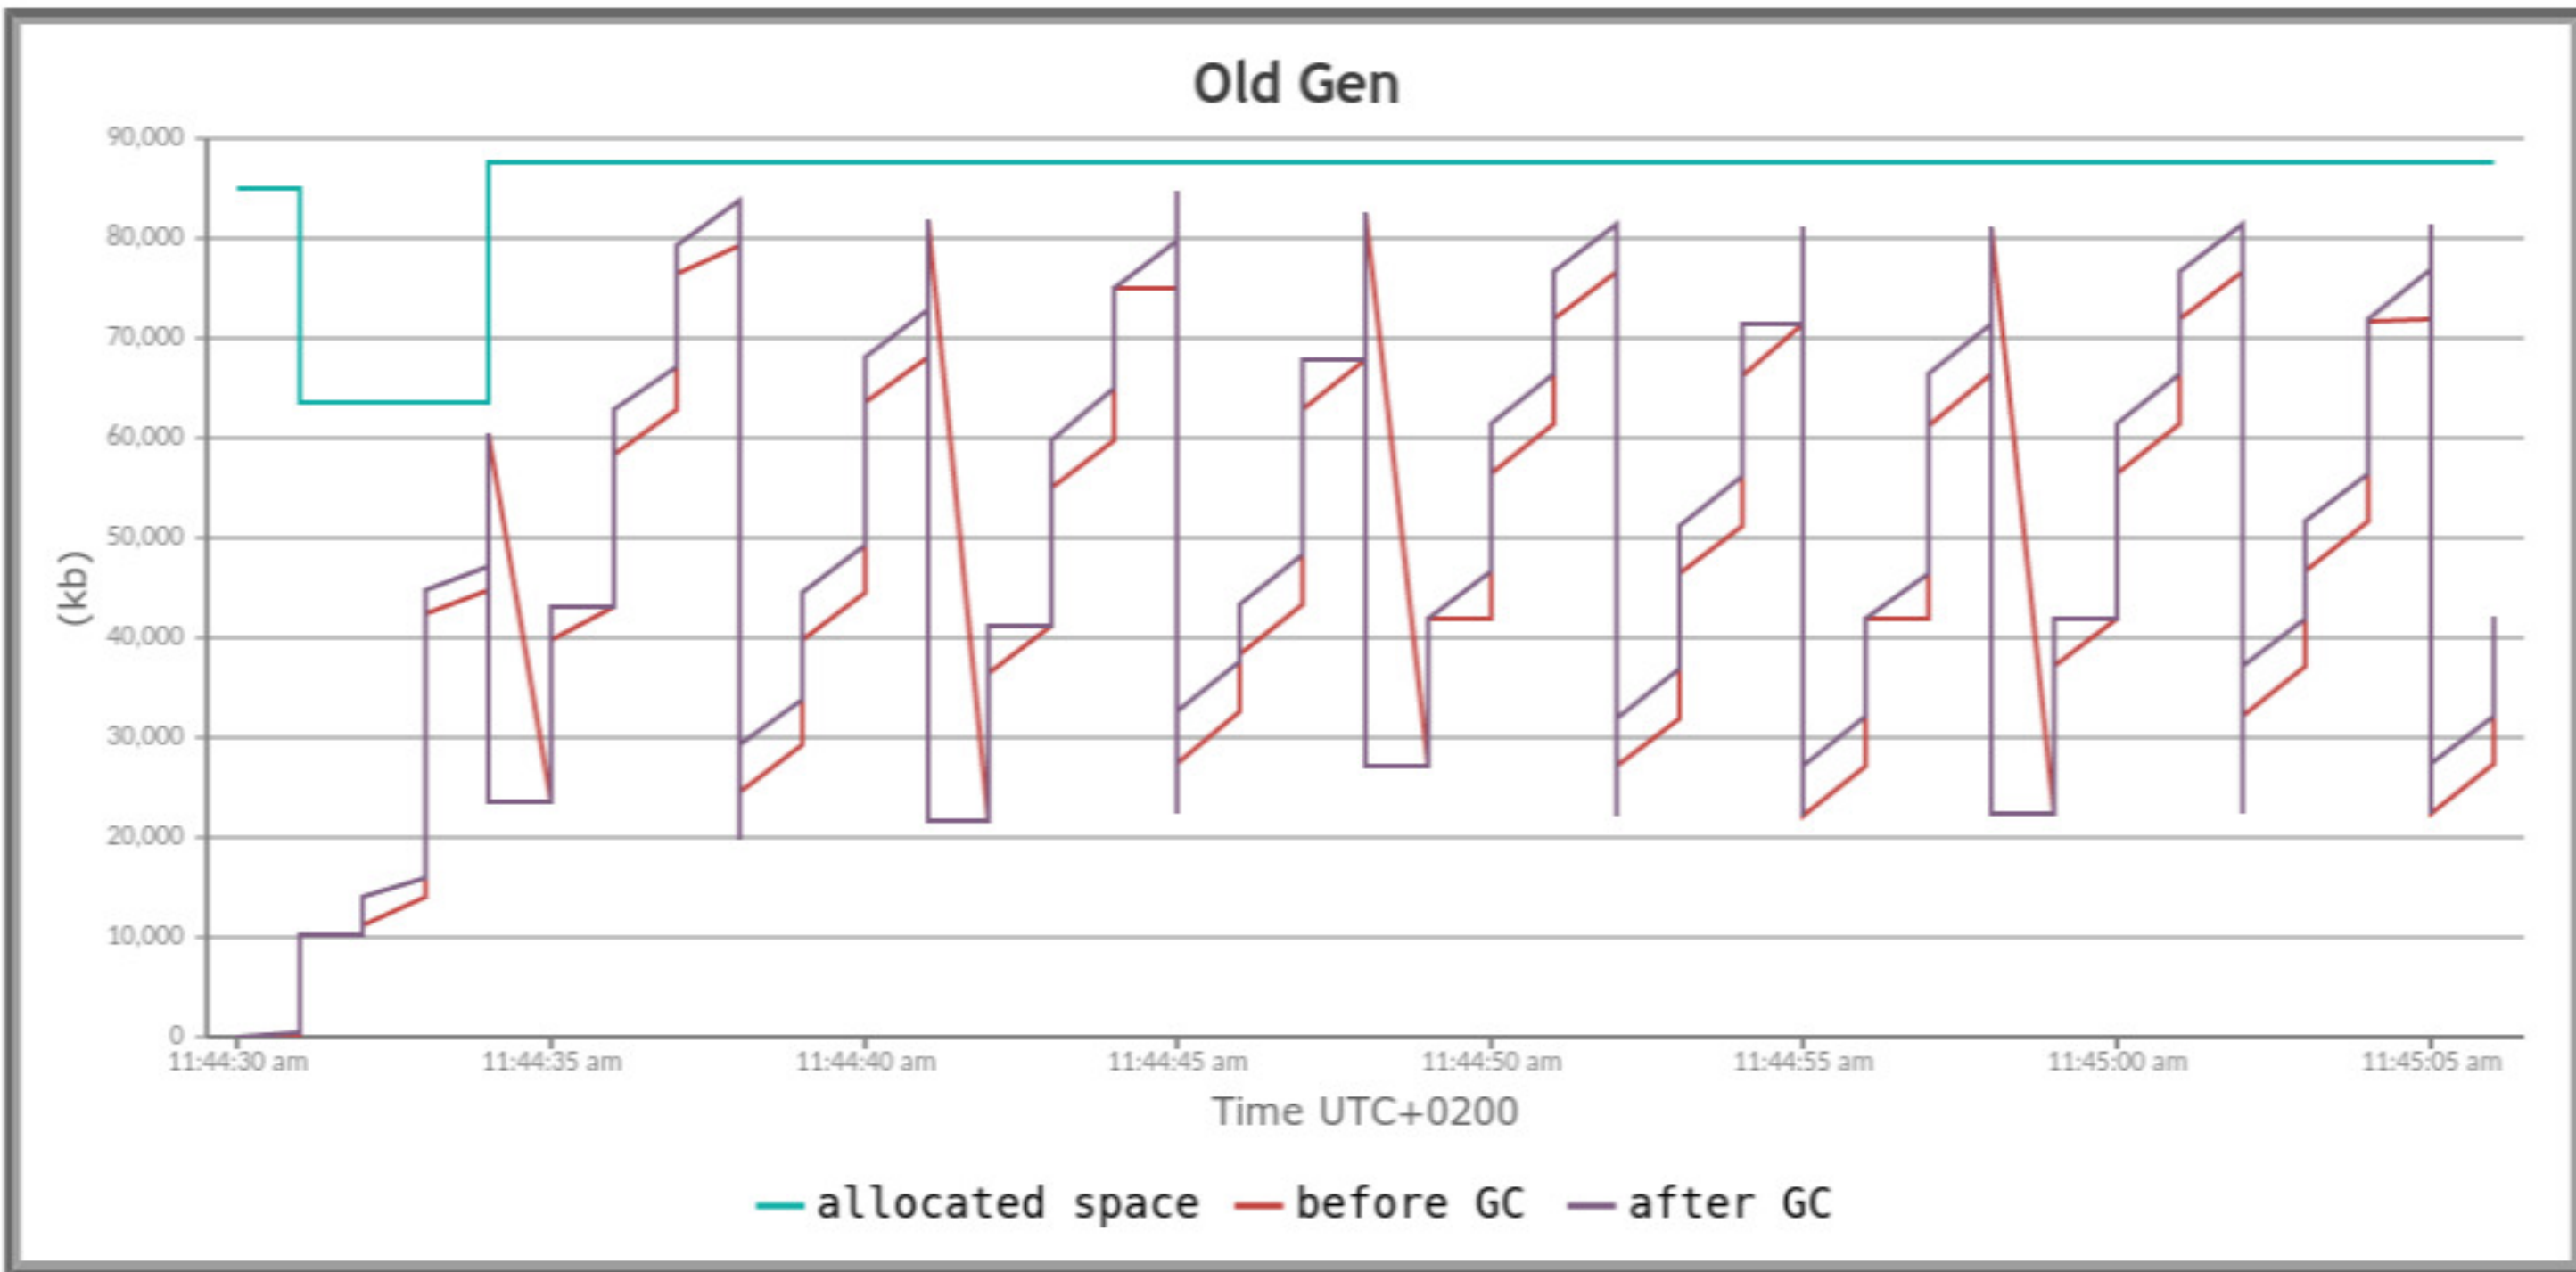 Old Gen
90,000
80,000
70,000
60,000
50,000
40,000
30,000
20,000
10,000
0
(kb)
11:44:30 am 11:44:35 am 11:44:40 am 11:44:45 am 11:44:50 am 11:44:55 am 11:45:00 am 11:45:05 am
Time UTC+0200
allocated space before GC after GC